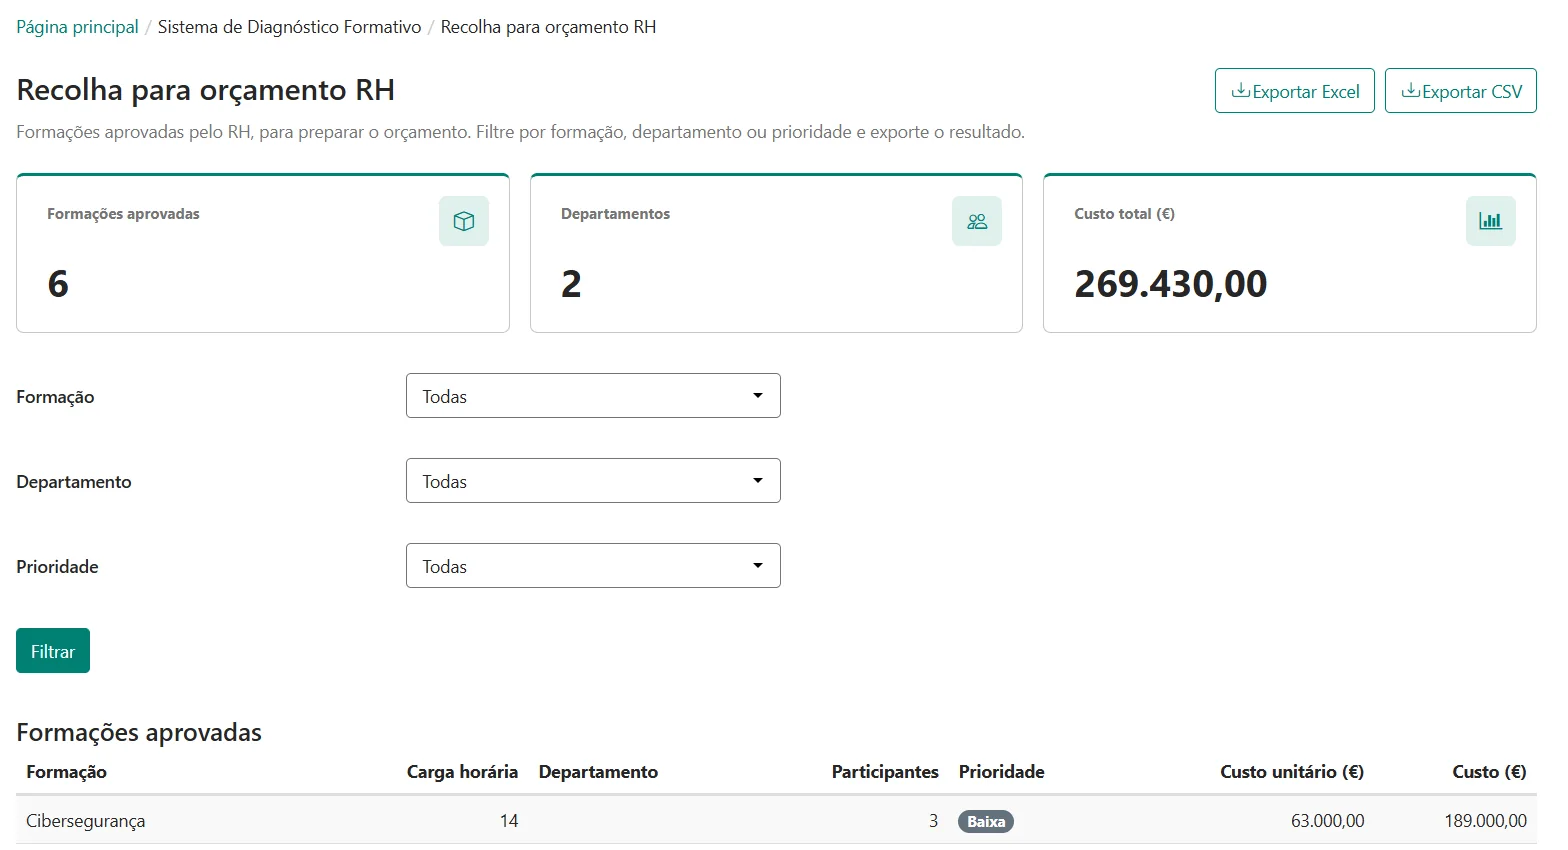 Página principal / Sistema de Diagnóstico Formativo / Recolha para orçamento RH
Recolha para orçamento RH
Exportar Excel
Exportar CSV
Formações aprovadas pelo RH, para preparar o orçamento. Filtre por formação, departamento ou prioridade e exporte o resultado.
Formações aprovadas
6
Departamentos
2
Custo total (€)
269.430,00
Formação
Todas
Departamento
Todas
Prioridade
Todas
Filtrar
Formações aprovadas
Formação Carga horária Departamento Participantes Prioridade Custo unitário (€) Custo (€)
Cibersegurança 14 3 Baixa 63.000,00 189.000,00